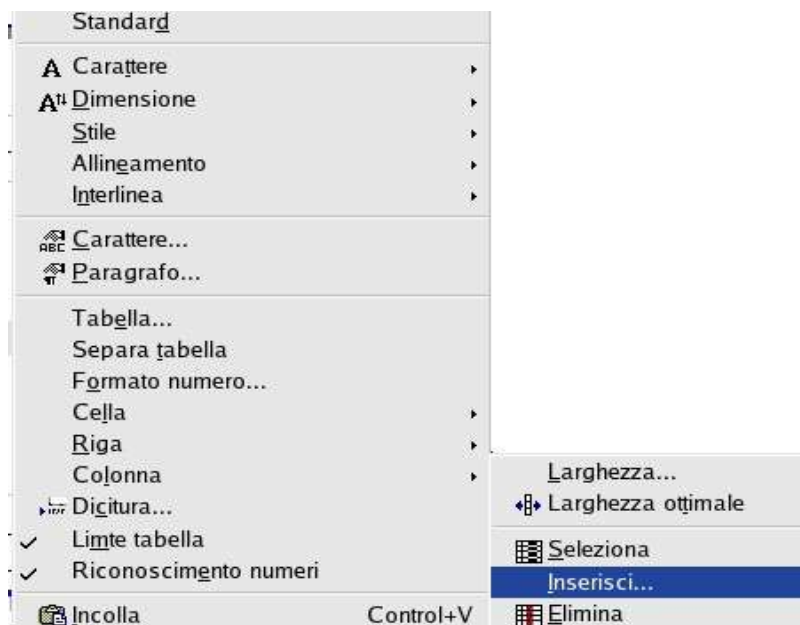 Standard
Carattere
Dimensione
Stile
Allineamento
Interlinea
Carattere...
Paragrafo...
Tabella...
Separa tabella
Formato numero...
Cella
Riga
Colonna
Dicitura...
Limte tabella
Riconoscimento numeri
Incolla Control+V
Larghezza...
Larghezza ottimale
Seleziona
Inserisci...
Elimina